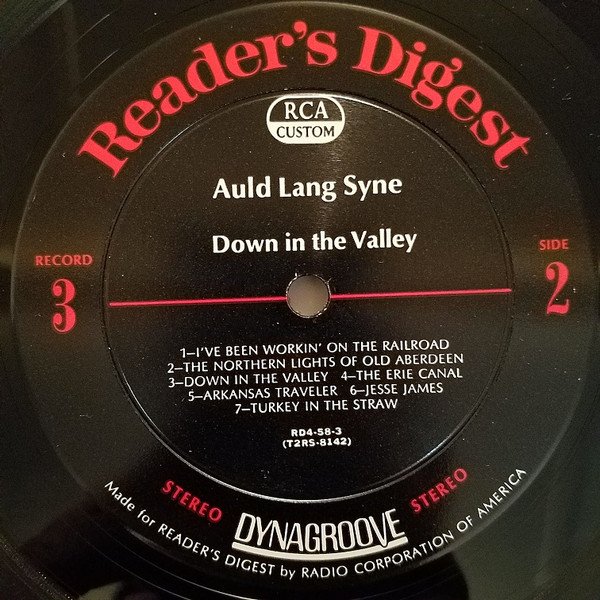 Reader's Digest
RCA
CUSTOM
Auld Lang Syne
Down in the Valley
RECORD
3
SIDE
2
1–I'VE BEEN WORKIN' ON THE RAILROAD
2–THE NORTHERN LIGHTS OF OLD ABERDEEN
3–DOWN IN THE VALLEY 4–THE ERIE CANAL
5–ARKANSAS TRAVELER 6–JESSE JAMES
7–TURKEY IN THE STRAW
RD4-58-3
(T2RS-8142)
STEREO
DYNAGROOVE
STEREO
Made for READER'S DIGEST by RADIO CORPORATION OF AMERICA